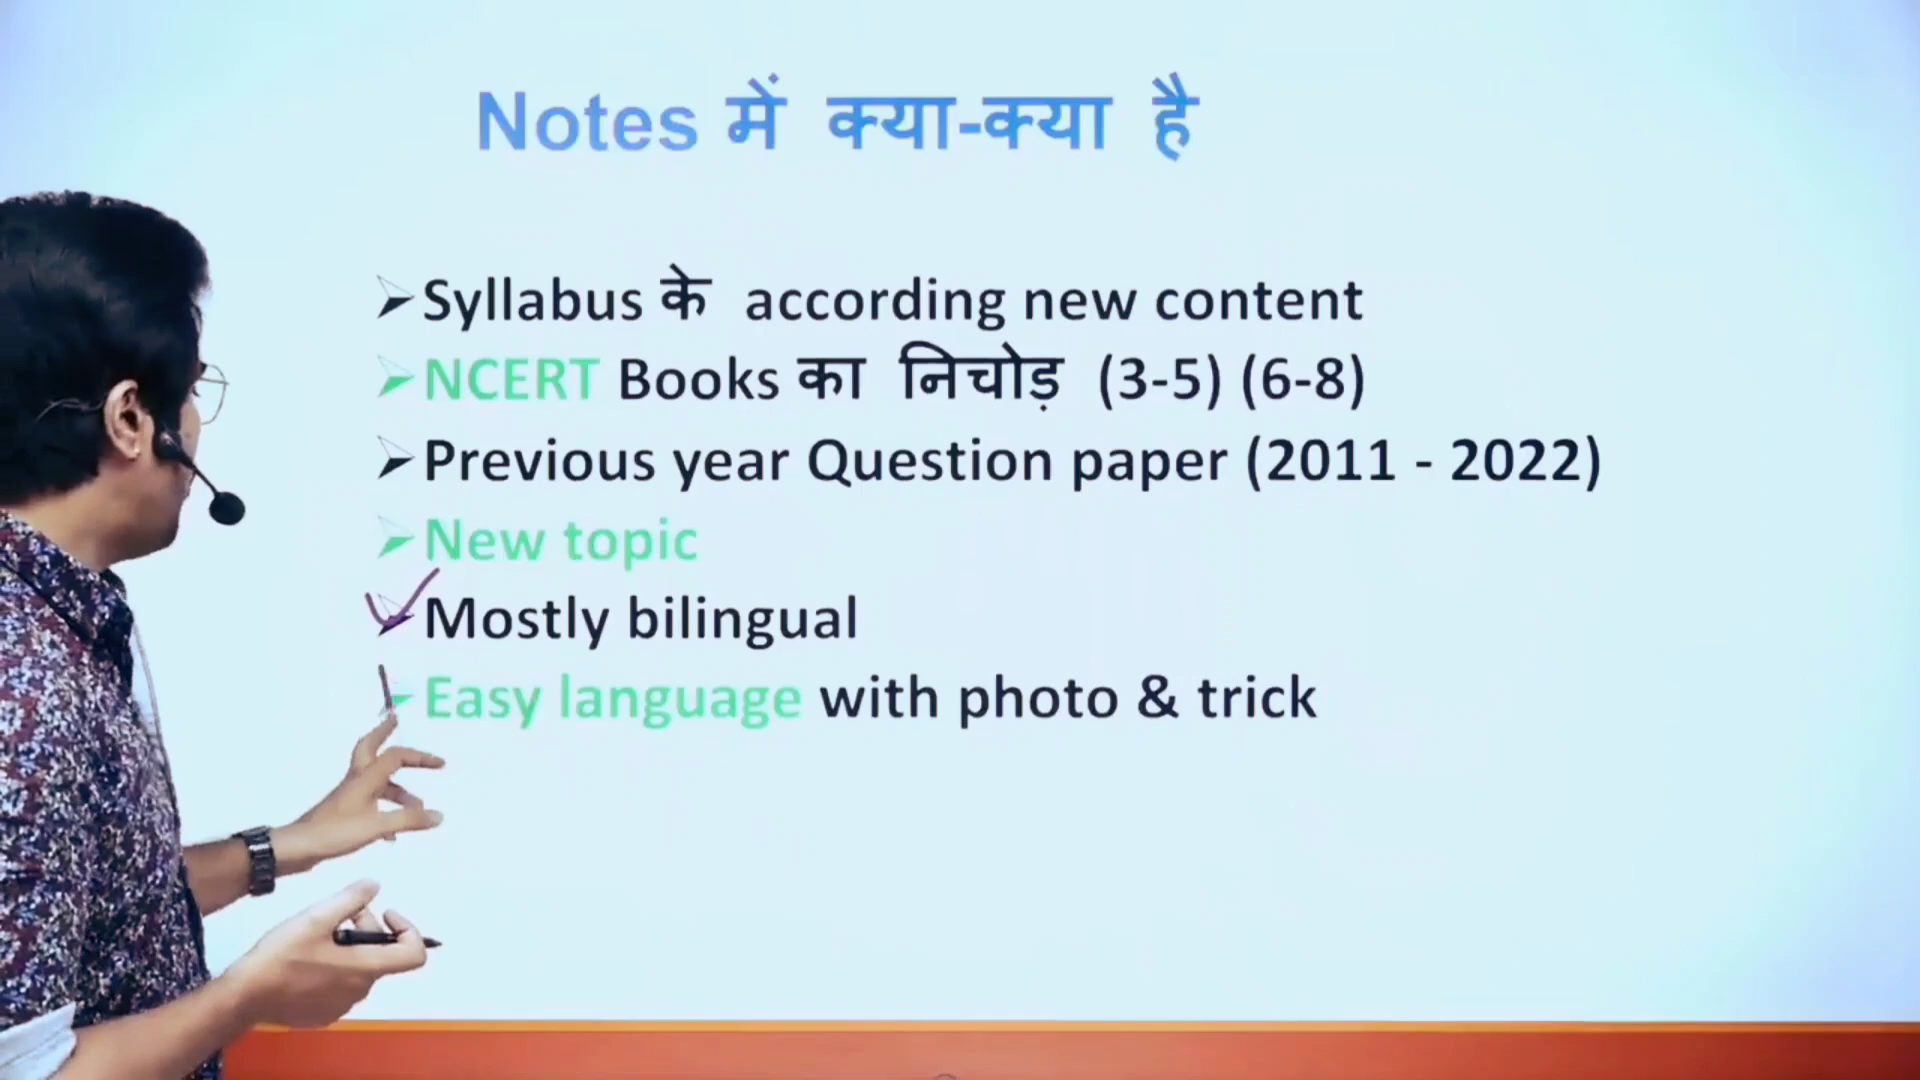 Notes में क्या-क्या है
Syllabus के according new content
NCERT Books का निचोड़ (3-5) (6-8)
Previous year Question paper (2011 - 2022)
New topic
Mostly bilingual
Easy language with photo & trick